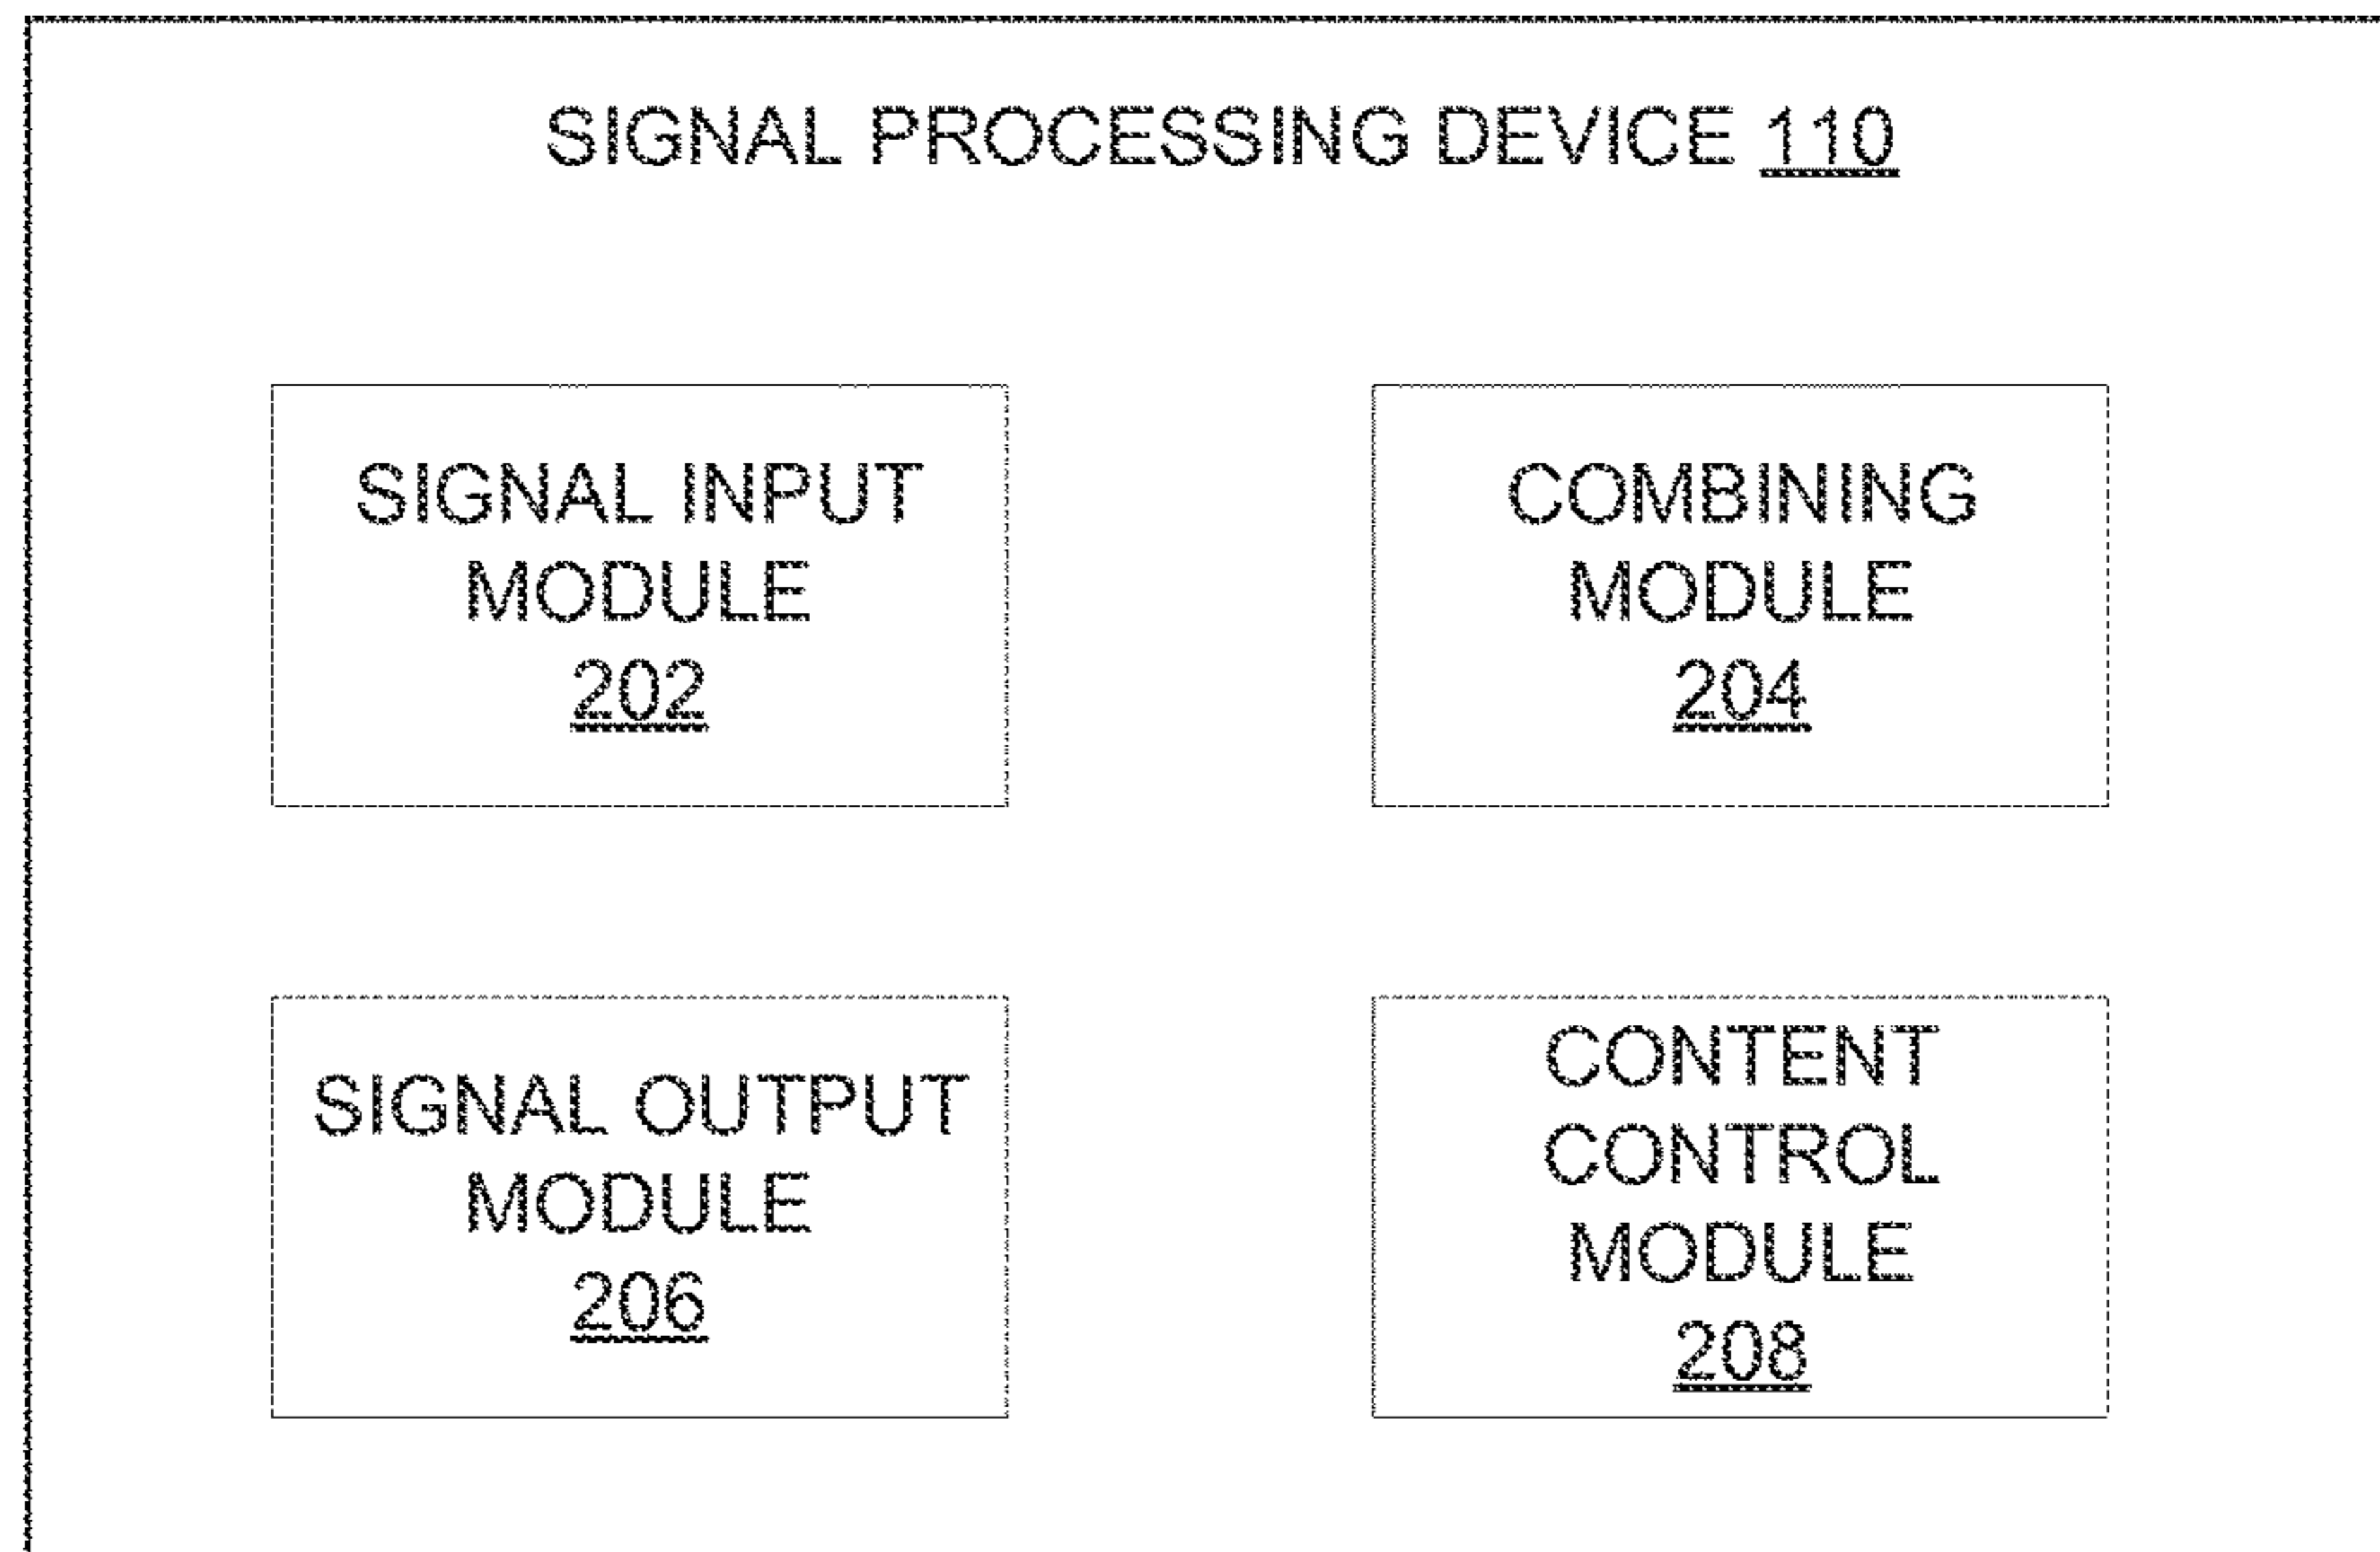 SIGNAL PROCESSING DEVICE 110
SIGNAL INPUT
MODULE
202
COMBINING
MODULE
204
SIGNAL OUTPUT
MODULE
206
CONTENT
CONTROL
MODULE
208